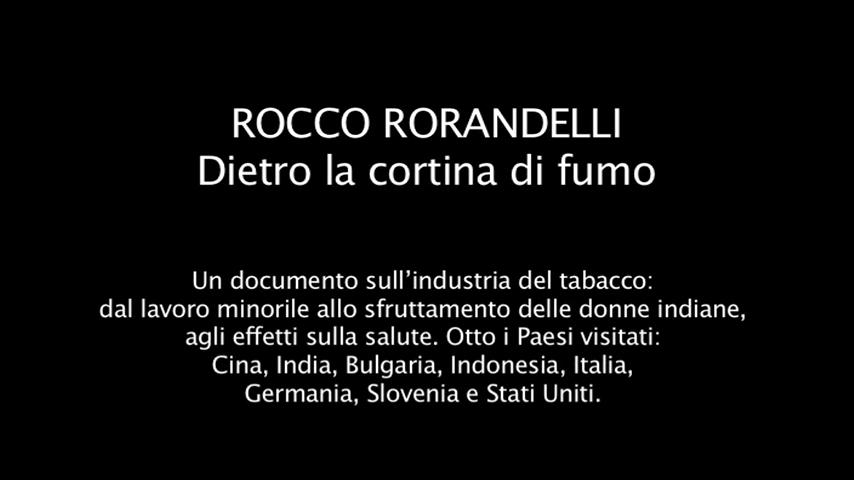 ROCCO RORANDELLI
Dietro la cortina di fumo
Un documento sull’industria del tabacco:
dal lavoro minorile allo sfruttamento delle donne indiane,
agli effetti sulla salute. Otto i Paesi visitati:
Cina, India, Bulgaria, Indonesia, Italia,
Germania, Slovenia e Stati Uniti.